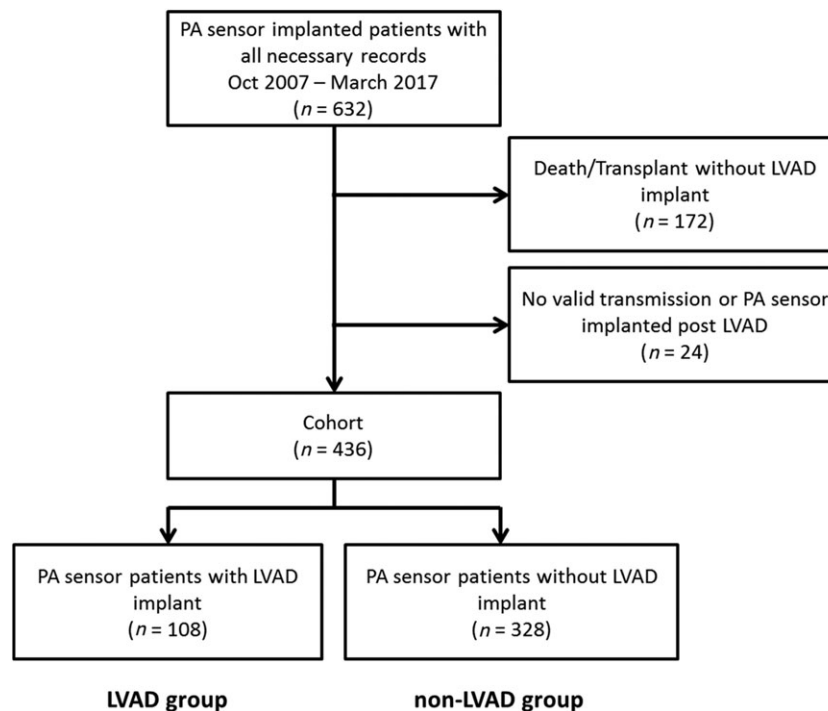 PA sensor implanted patients with
all necessary records
Oct 2007 – March 2017
(n = 632)
Death/Transplant without LVAD
implant
(n = 172)
No valid transmission or PA sensor
implanted post LVAD
(n = 24)
Cohort
(n = 436)
PA sensor patients with LVAD
implant
(n = 108)
PA sensor patients without LVAD
implant
(n = 328)
LVAD group
non-LVAD group